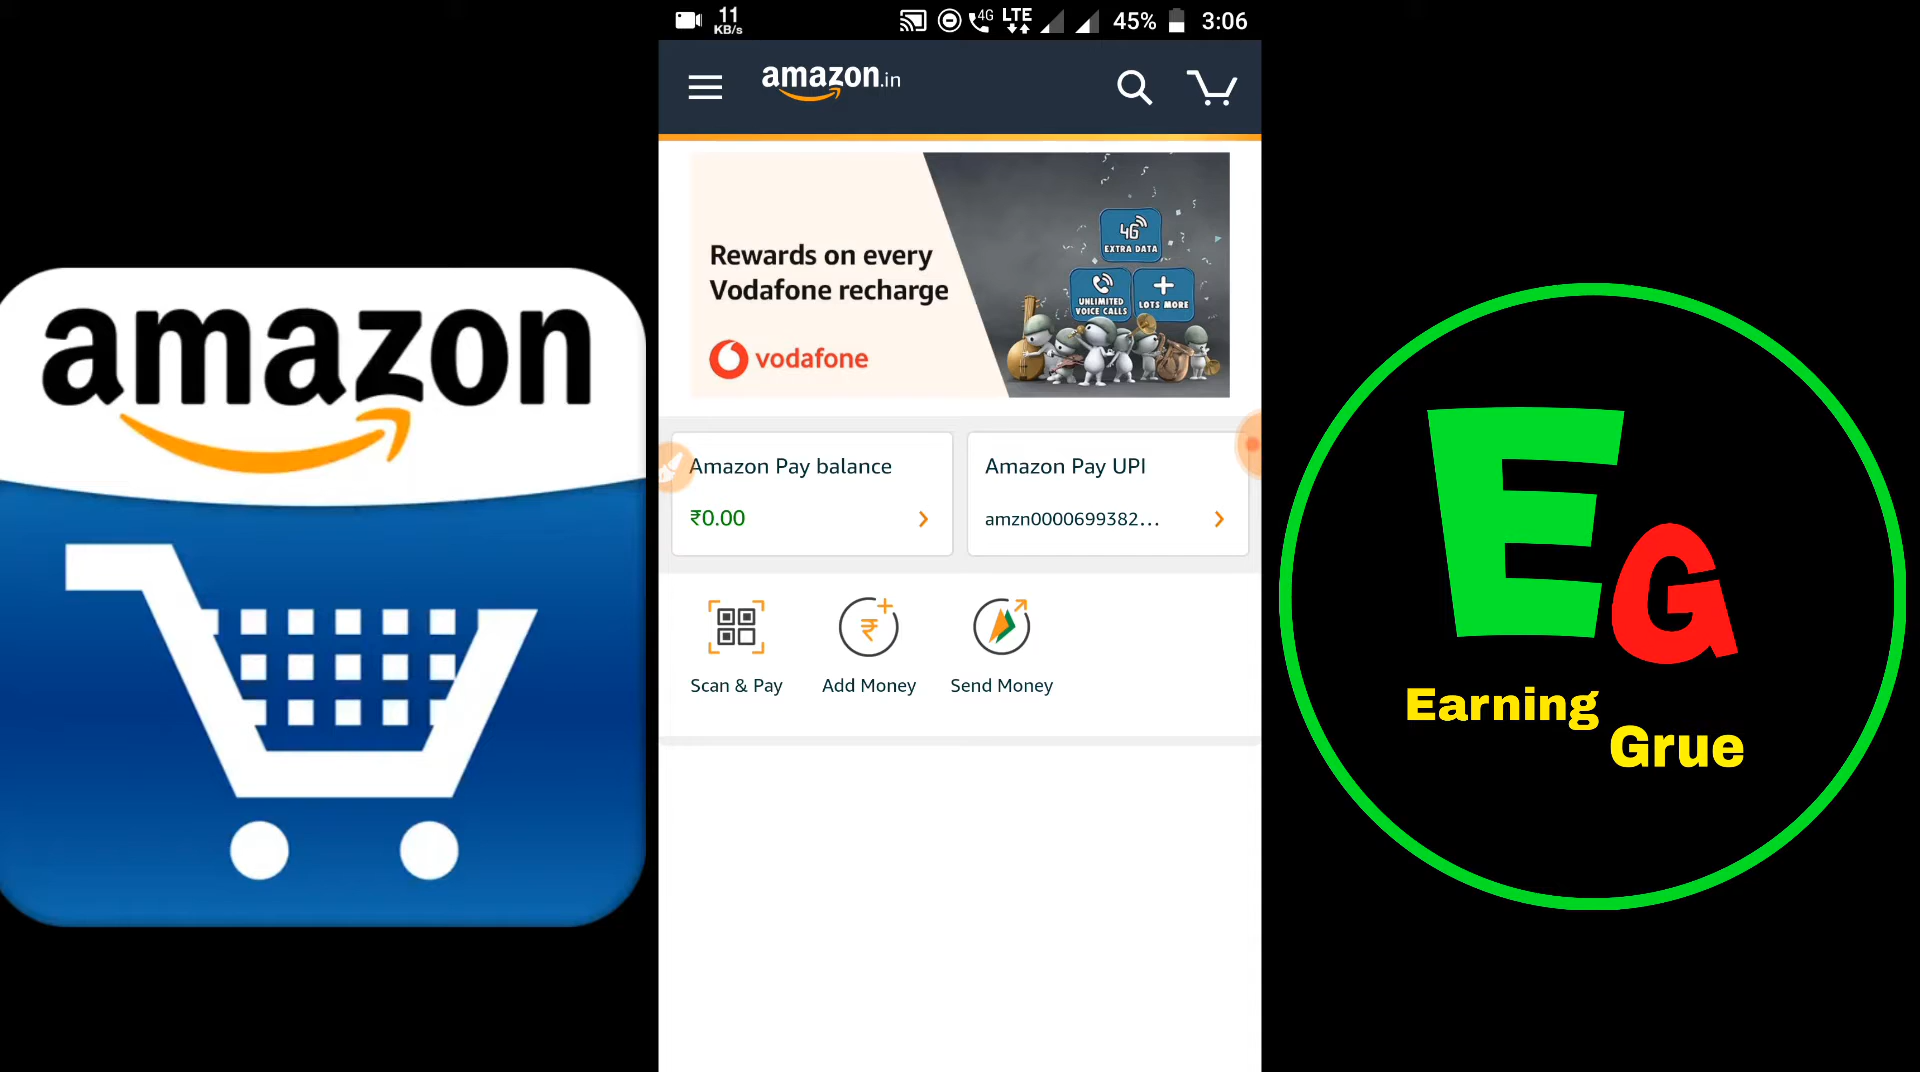 11
KB/s
4G
LTE
45%
3:06
amazon.in
amazon
Rewards on every
Vodafone recharge
vodafone
4G
EXTRA DATA
UNLIMITED
VOICE CALLS
+
LOTS MORE
Amazon Pay balance
₹0.00
Amazon Pay UPI
amzn0000699382...
Scan & Pay
Add Money
Send Money
EG
Earning
Grue